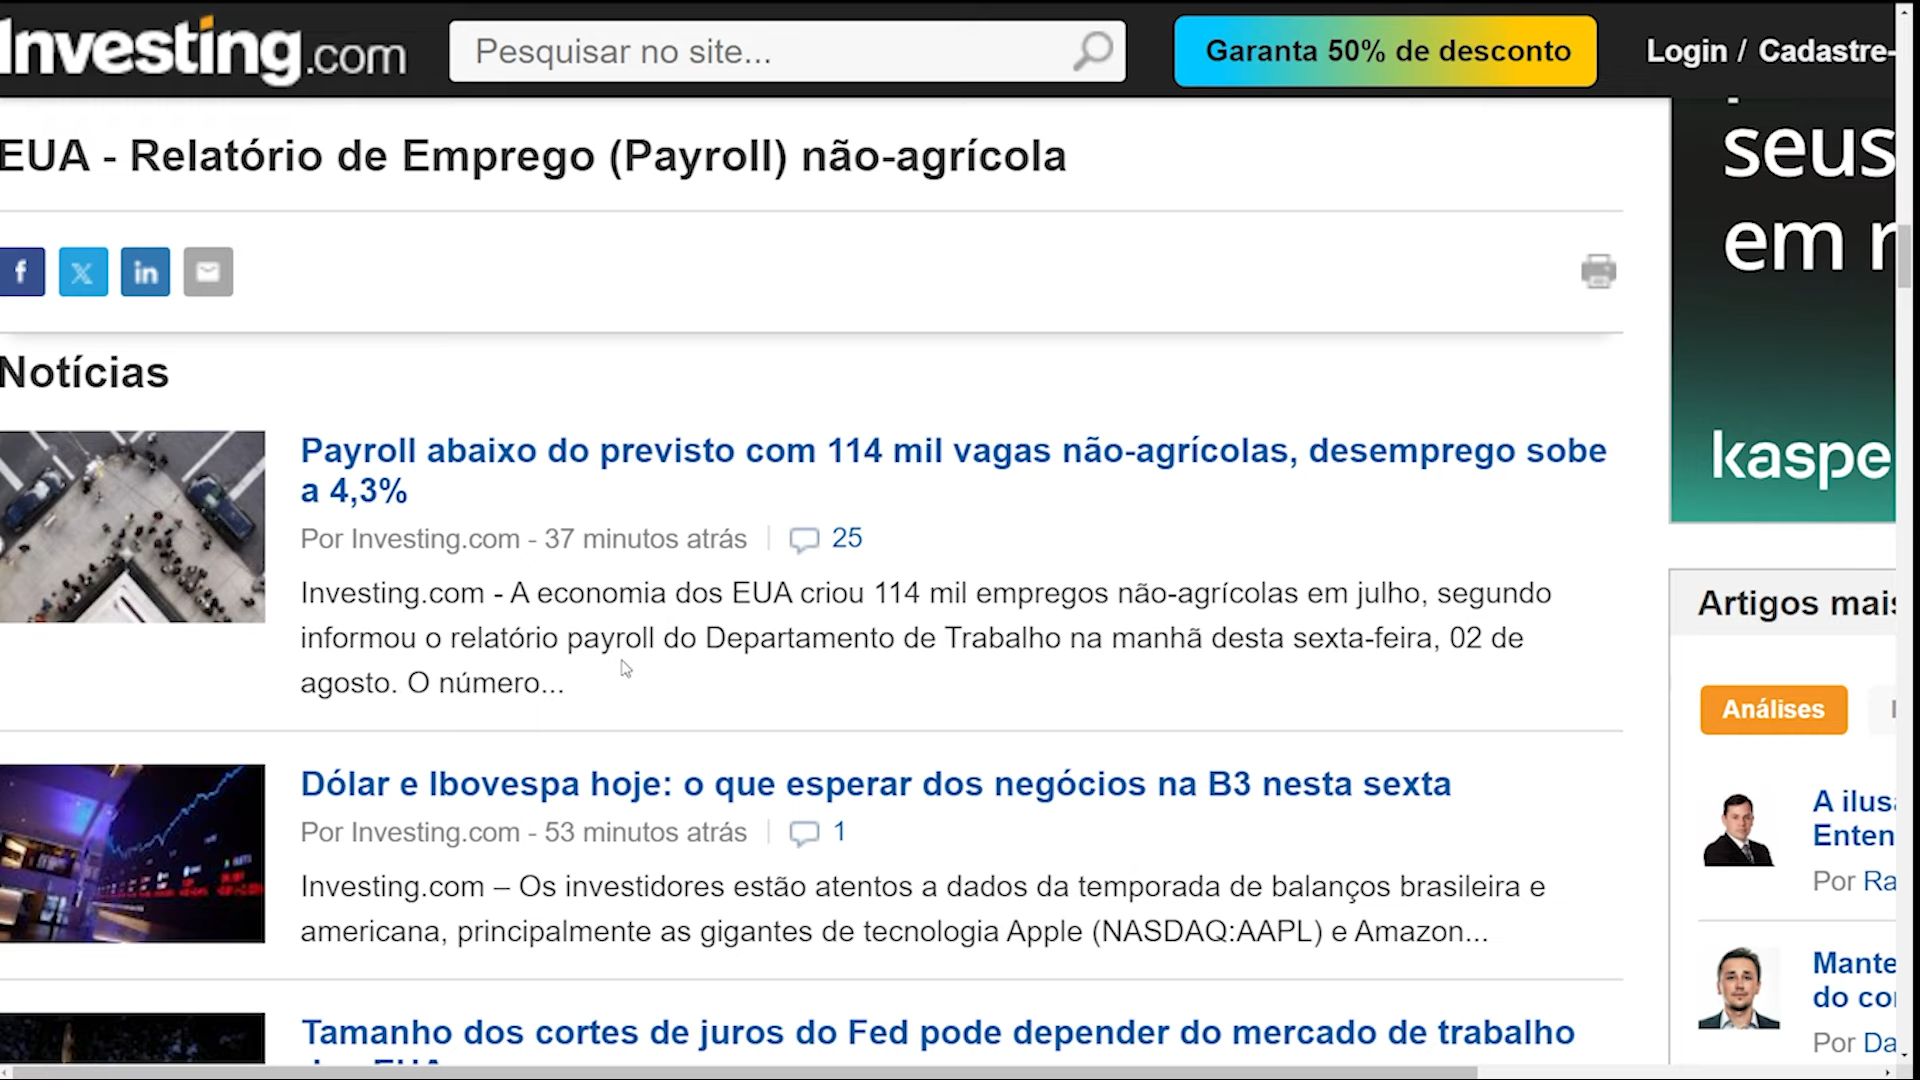 Investing.com
Pesquisar no site...
Garanta 50% de desconto
Login / Cadastre-
EUA - Relatório de Emprego (Payroll) não-agrícola
seus
em
kaspe
Notícias
Payroll abaixo do previsto com 114 mil vagas não-agrícolas, desemprego sobe
a 4,3%
Por Investing.com - 37 minutos atrás
25
Investing.com - A economia dos EUA criou 114 mil empregos não-agrícolas em julho, segundo
informou o relatório payroll do Departamento de Trabalho na manhã desta sexta-feira, 02 de
agosto. O número...
Dólar e Ibovespa hoje: o que esperar dos negócios na B3 nesta sexta
Por Investing.com - 53 minutos atrás
1
Investing.com – Os investidores estão atentos a dados da temporada de balanços brasileira e
americana, principalmente as gigantes de tecnologia Apple (NASDAQ:AAPL) e Amazon...
Tamanho dos cortes de juros do Fed pode depender do mercado de trabalho
Artigos mais
Análises
A ilus
Enten
Por Ra
Mante
do co
Por Da